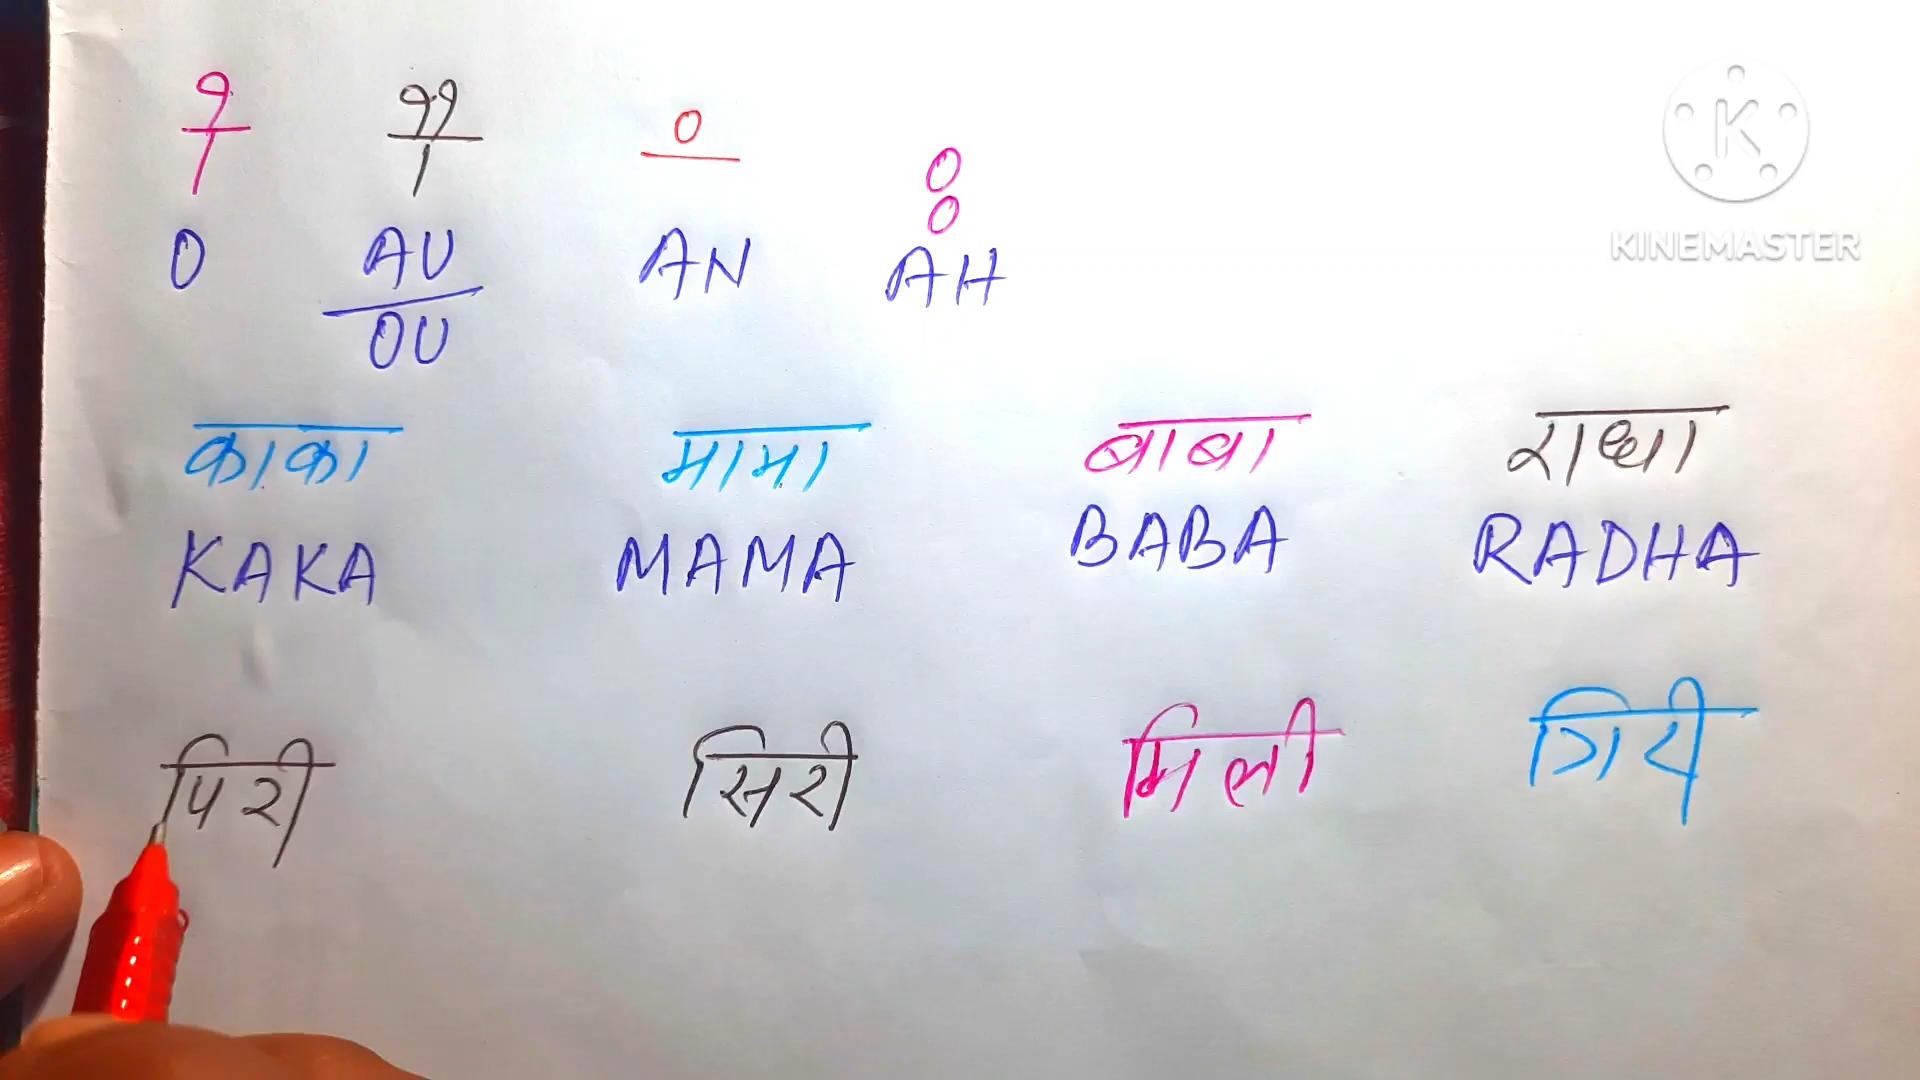 ो ौ ं ः
O AU AN AH
OU
काका मामा बाबा राधा
KAKA MAMA BABA RADHA
पिरी सिरी मिली गिरी
K
KINEMASTER